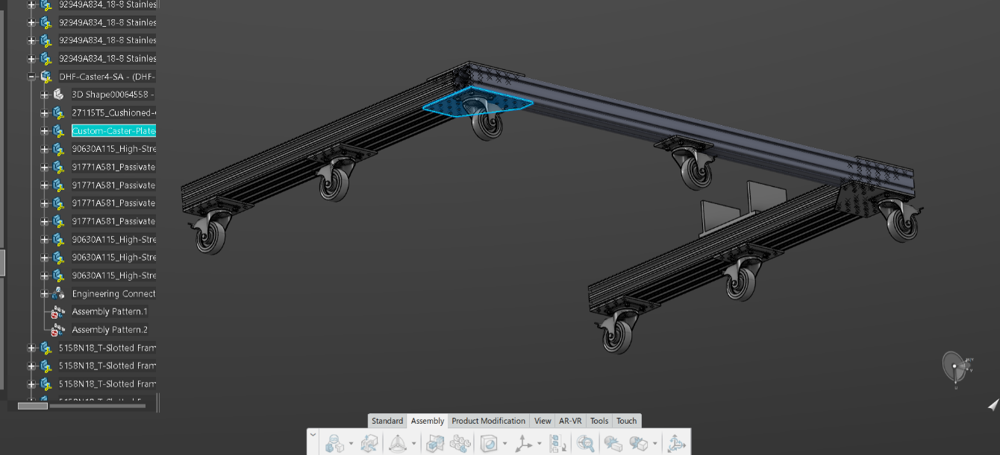 92949A834_18-8 Stainles
92949A834_18-8 Stainles
92949A834_18-8 Stainles
92949A834_18-8 Stainles
DHF-Caster4-SA - (DHF-
3D Shape00064558 -
27115T5_Cushioned-
Custom-Caster-Plate
90630A115_High-Stre
91771A581_Passivate
91771A581_Passivate
91771A581_Passivate
91771A581_Passivate
90630A115_High-Stre
90630A115_High-Stre
90630A115_High-Stre
Engineering Connect
Assembly Pattern.1
Assembly Pattern.2
5158N18_T-Slotted Fram
5158N18_T-Slotted Fram
5158N18_T-Slotted Fram
Standard Assembly Product Modification View AR-VR Tools Touch